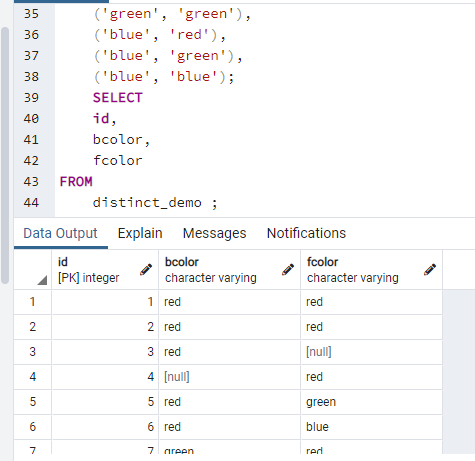 35 ('green', 'green'),
36 ('blue', 'red'),
37 ('blue', 'green'),
38 ('blue', 'blue');
39 SELECT
40 id,
41 bcolor,
42 fcolor
43 FROM
44 distinct_demo ;
Data Output Explain Messages Notifications
id bcolor fcolor
[PK] integer character varying character varying
1 1 red red
2 2 red red
3 3 red [null]
4 4 [null] red
5 5 red green
6 6 red blue
7 7 green red